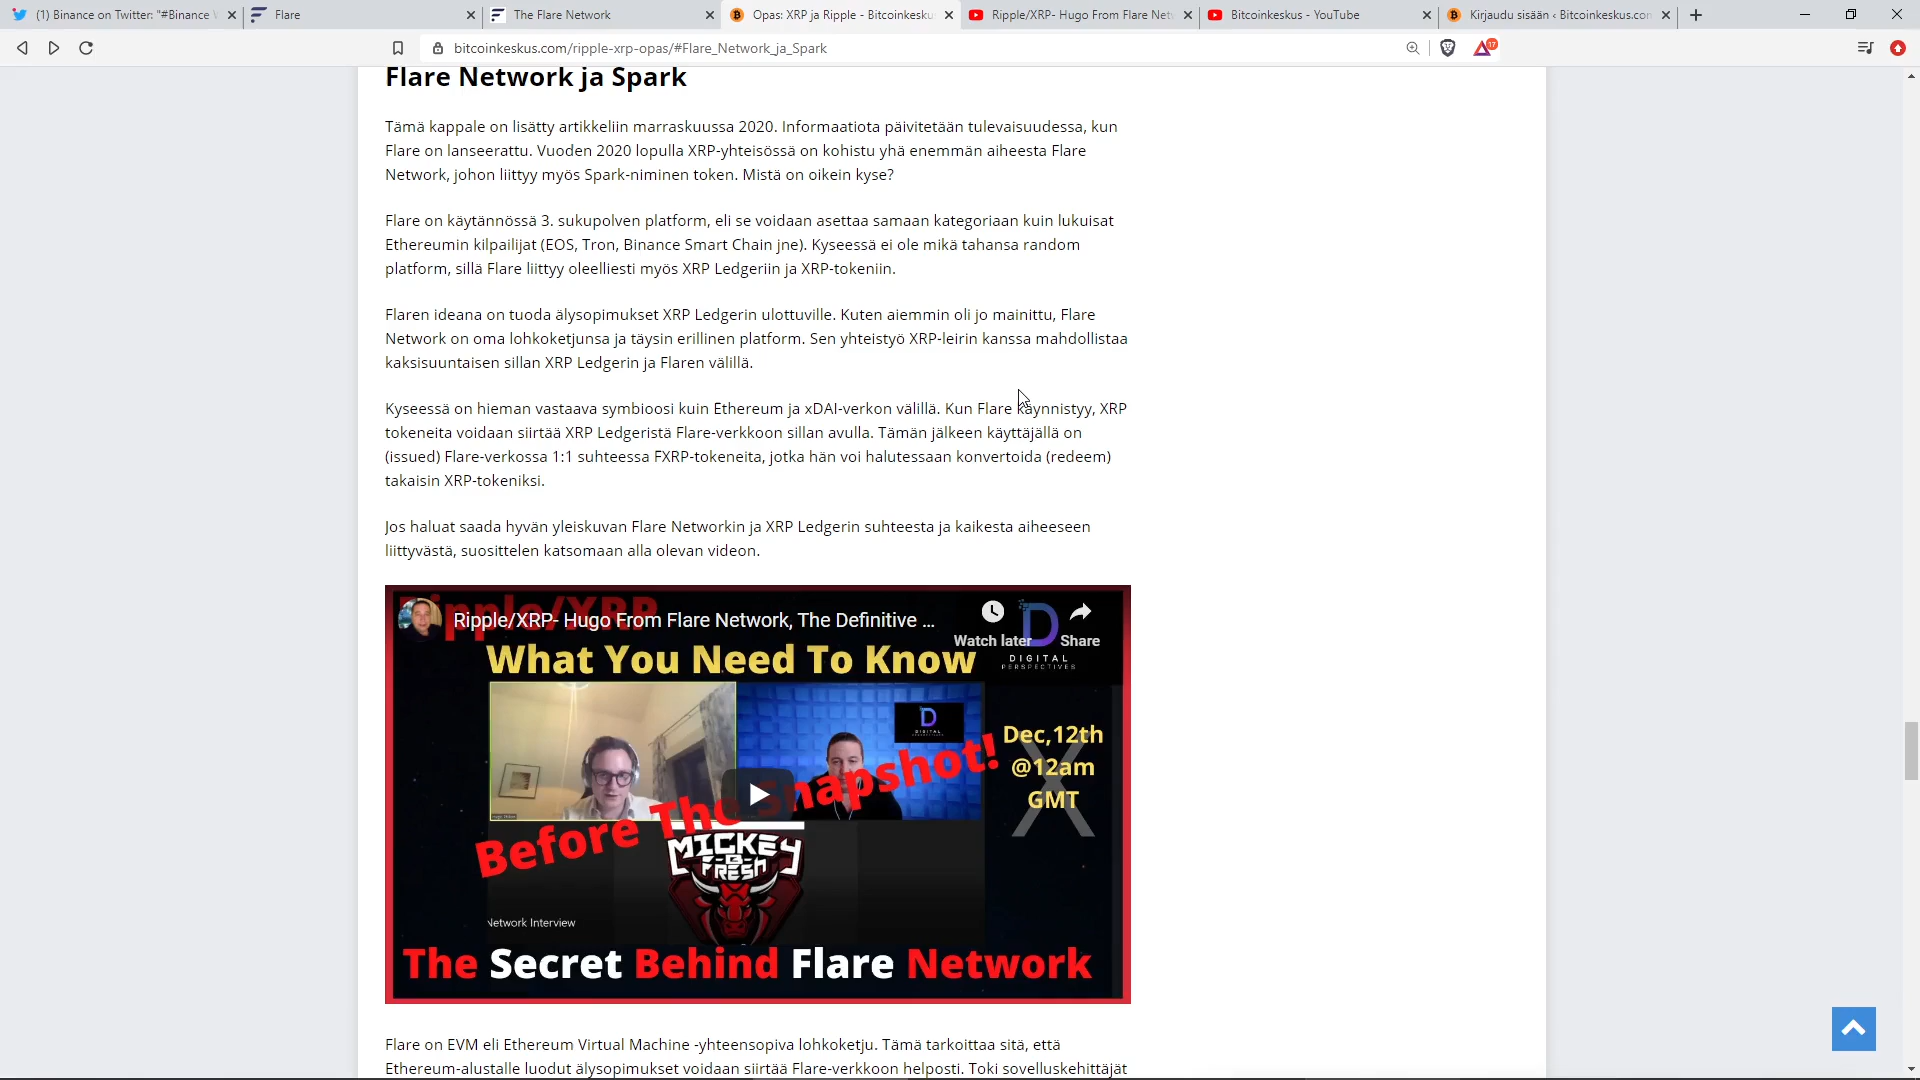 (1) Binance on Twitter: "#Binance
Flare
The Flare Network
Opas: XRP ja Ripple - Bitcoinkesku
Ripple/XRP- Hugo From Flare Net
Bitcoinkeskus - YouTube
Kirjaudu sisään ‹ Bitcoinkeskus.com
bitcoinkeskus.com/ripple-xrp-opas/#Flare_Network_ja_Spark
17
Flare Network ja Spark
Tämä kappale on lisätty artikkeliin marraskuussa 2020. Informaatiota päivitetään tulevaisuudessa, kun
Flare on lanseerattu. Vuoden 2020 lopulla XRP-yhteisössä on kohistu yhä enemmän aiheesta Flare
Network, johon liittyy myös Spark-niminen token. Mistä on oikein kyse?
Flare on käytännössä 3. sukupolven platform, eli se voidaan asettaa samaan kategoriaan kuin lukuisat
Ethereumin kilpailijat (EOS, Tron, Binance Smart Chain jne). Kyseessä ei ole mikä tahansa random
platform, sillä Flare liittyy oleellisesti myös XRP Ledgeriin ja XRP-tokeniin.
Flaren ideana on tuoda älysopimukset XRP Ledgerin ulottuville. Kuten aiemmin oli jo mainittu, Flare
Network on oma lohkoketjunsa ja täysin erillinen platform. Sen yhteistyö XRP-leirin kanssa mahdollistaa
kaksisuuntaisen sillan XRP Ledgerin ja Flaren välillä.
Kyseessä on hieman vastaava symbioosi kuin Ethereum ja xDAI-verkon välillä. Kun Flare käynnistyy, XRP
tokeneita voidaan siirtää XRP Ledgeristä Flare-verkkoon sillan avulla. Tämän jälkeen käyttäjällä on
(issued) Flare-verkossa 1:1 suhteessa FXRP-tokeneita, jotka hän voi halutessaan konvertoida (redeem)
takaisin XRP-tokeniksi.
Jos haluat saada hyvän yleiskuvan Flare Networkin ja XRP Ledgerin suhteesta ja kaikesta aiheeseen
liittyvästä, suosittelen katsomaan alla olevan videon.
Ripple/XRP
Ripple/XRP- Hugo From Flare Network, The Definitive ...
Watch later
Share
D
DIGITAL
PERSPECTIVES
What You Need To Know
D
DIGITAL
Dec,12th
@12am
GMT
X
Before The Snapshot!
MICKEY
B
FRESH
Network Interview
The Secret Behind Flare Network
Flare on EVM eli Ethereum Virtual Machine -yhteensopiva lohkoketju. Tämä tarkoittaa sitä, että
Ethereum-alustalle luodut älysopimukset voidaan siirtää Flare-verkkoon helposti. Toki sovelluskehittäjät